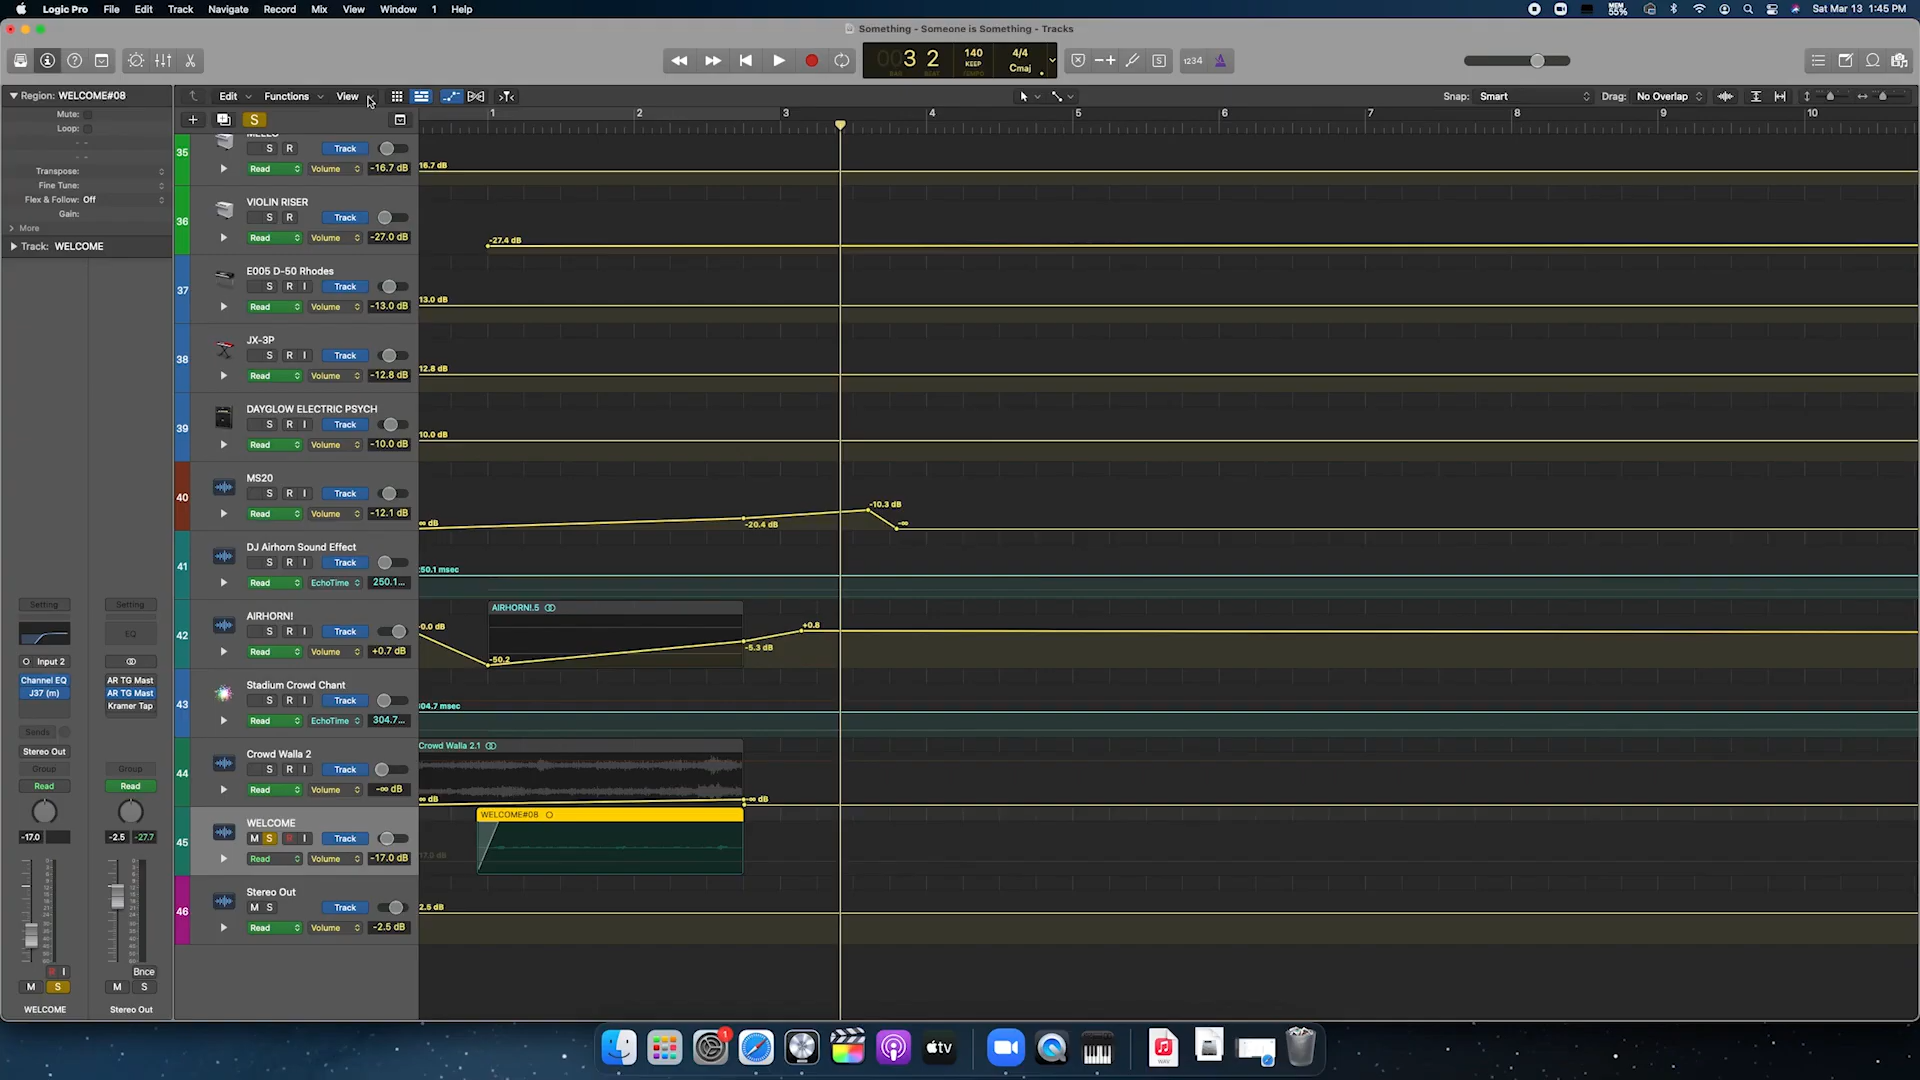 Logic Pro File Edit Track Navigate Record Mix View Window 1 Help
MEM 55% Sat Mar 13 1:45 PM
Something - Someone is Something - Tracks
003 2 140 4/4
BAR BEAT KEEP TEMPO Cmaj
1234
Region: WELCOME#08
Edit Functions View
Snap: Smart Drag: No Overlap
Mute:
Loop:
Transpose:
Fine Tune:
Flex & Follow: Off
Gain:
More
Track: WELCOME
S
1 2 3 4 5 6 7 8 9 10
35 MELLO
S R Track
Read Volume -16.7 dB
16.7 dB
36 VIOLIN RISER
S R Track
Read Volume -27.0 dB
-27.4 dB
37 E005 D-50 Rhodes
S R I Track
Read Volume -13.0 dB
13.0 dB
38 JX-3P
S R I Track
Read Volume -12.8 dB
12.8 dB
39 DAYGLOW ELECTRIC PSYCH
S R I Track
Read Volume -10.0 dB
10.0 dB
40 MS20
S R I Track
Read Volume -12.1 dB
∞ dB -20.4 dB -10.3 dB -∞
41 DJ Airhorn Sound Effect
S R I Track
Read EchoTime 250.1...
250.1 msec
42 AIRHORN!
S R I Track
Read Volume +0.7 dB
AIRHORN!.5
-0.0 dB -50.2 -5.3 dB +0.8
43 Stadium Crowd Chant
S R I Track
Read EchoTime 304.7...
304.7 msec
44 Crowd Walla 2
S R I Track
Read Volume -∞ dB
Crowd Walla 2.1
∞ dB -∞ dB
45 WELCOME
M S R I Track
Read Volume -17.0 dB
WELCOME#08
17.0 dB
46 Stereo Out
M S Track
Read Volume -2.5 dB
2.5 dB
Setting Setting
EQ
Input 2
Channel EQ AR TG Mast
J37 (m) AR TG Mast
Kramer Tap
Sends
Stereo Out
Group Group
Read Read
-17.0 -2.5 -27.7
R I Bnce
M S M S
WELCOME Stereo Out
1
tv
WAV